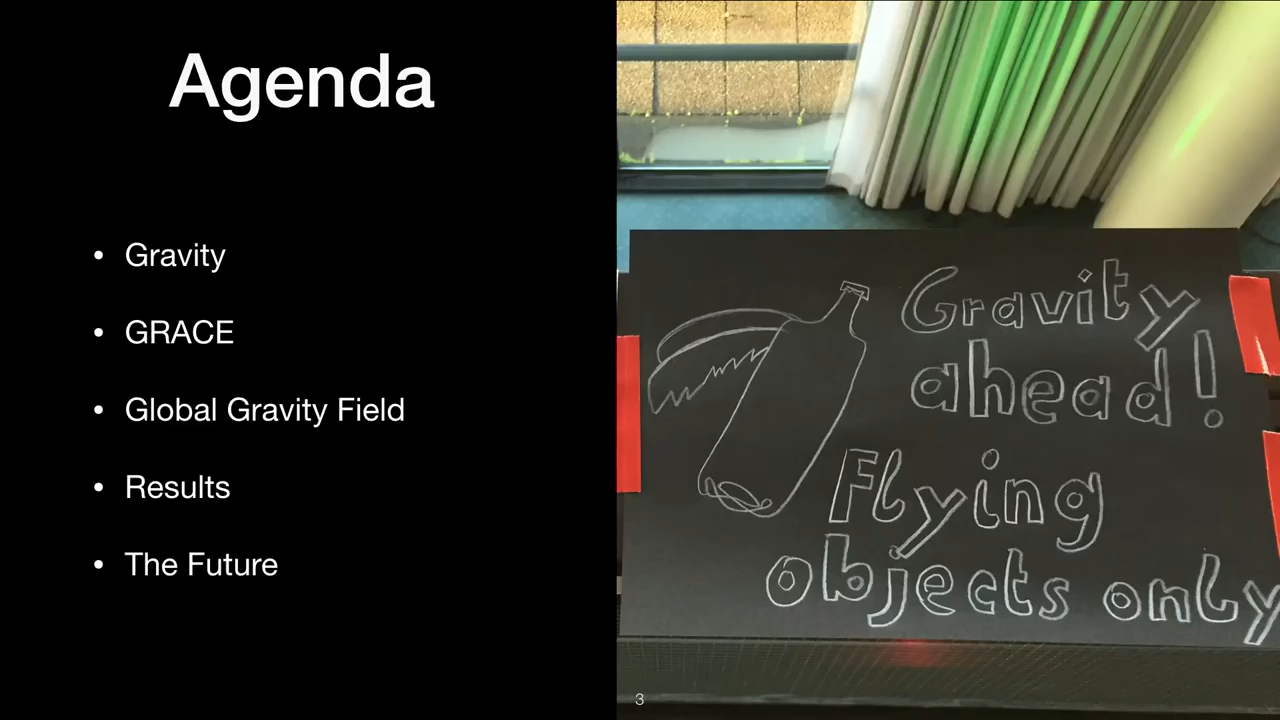 Agenda
• Gravity
• GRACE
• Global Gravity Field
• Results
• The Future
Gravity
ahead!
Flying
objects only
3